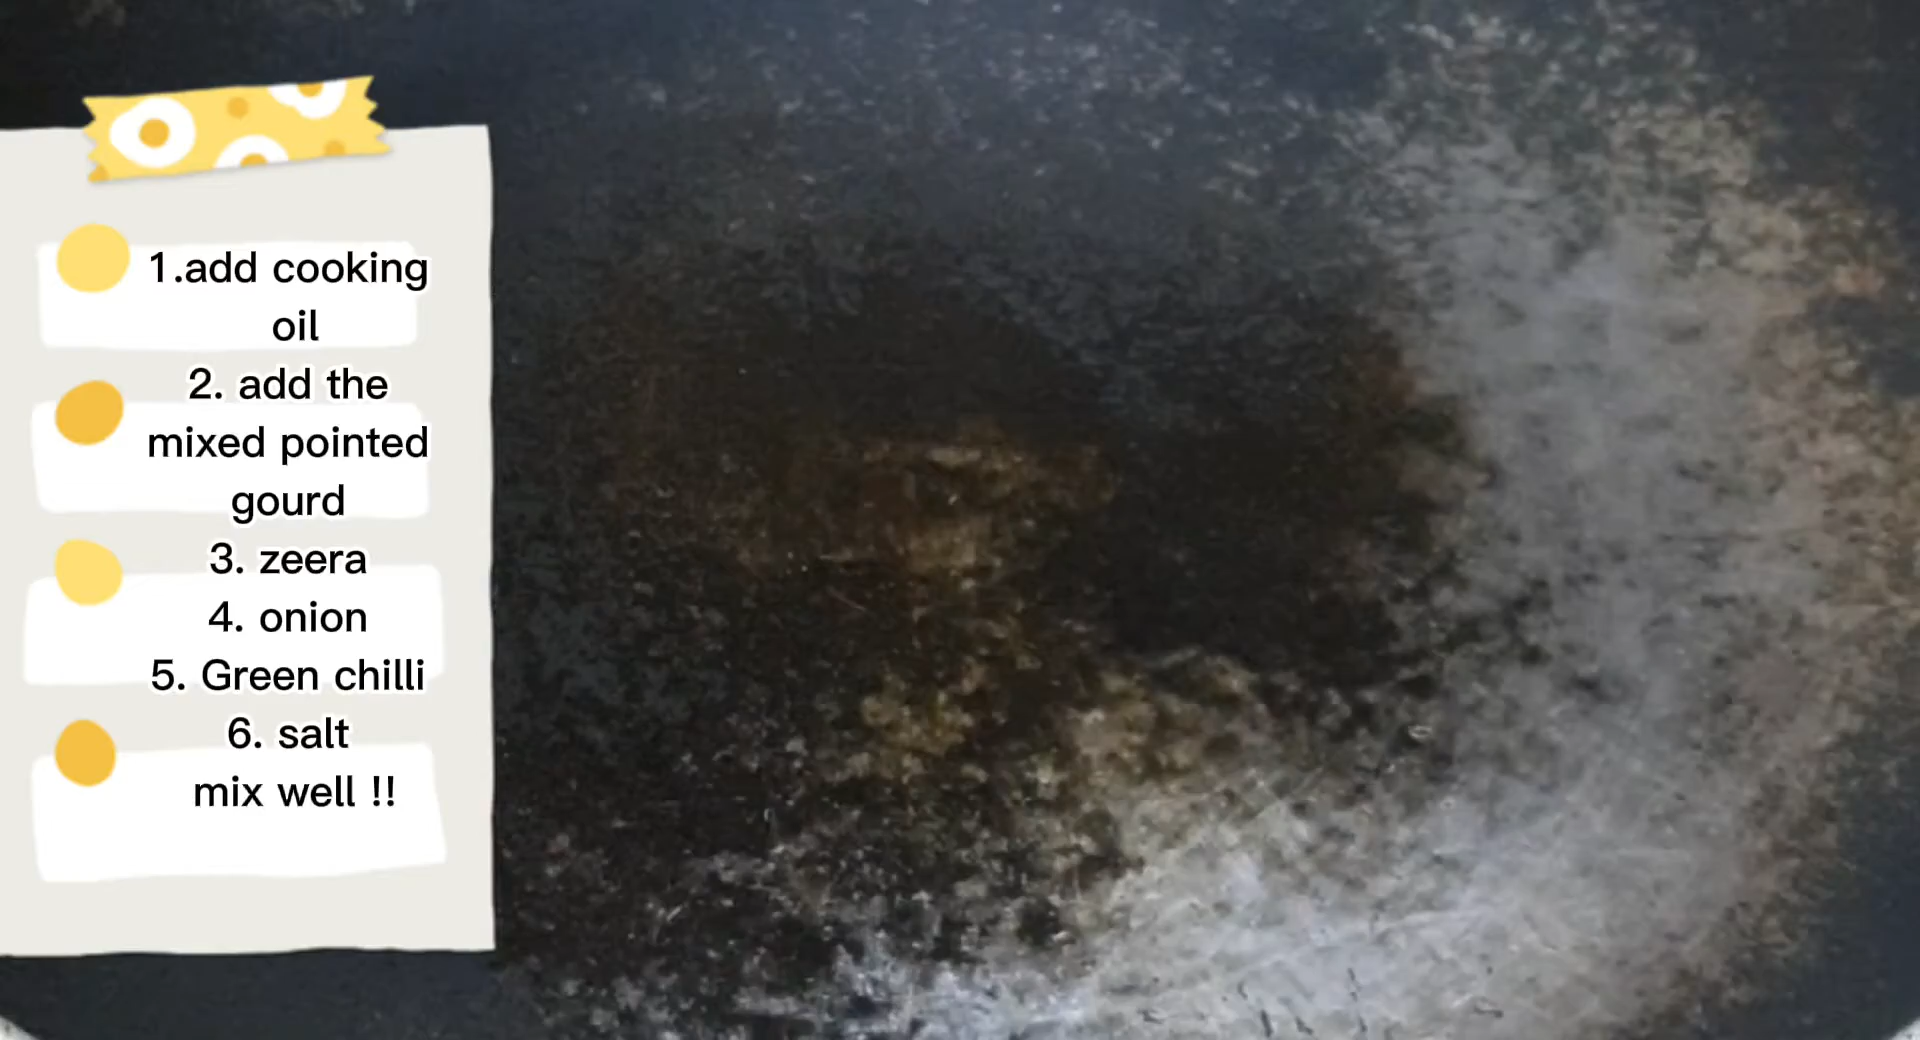 1.add cooking
oil
2. add the
mixed pointed
gourd
3. zeera
4. onion
5. Green chilli
6. salt
mix well !!